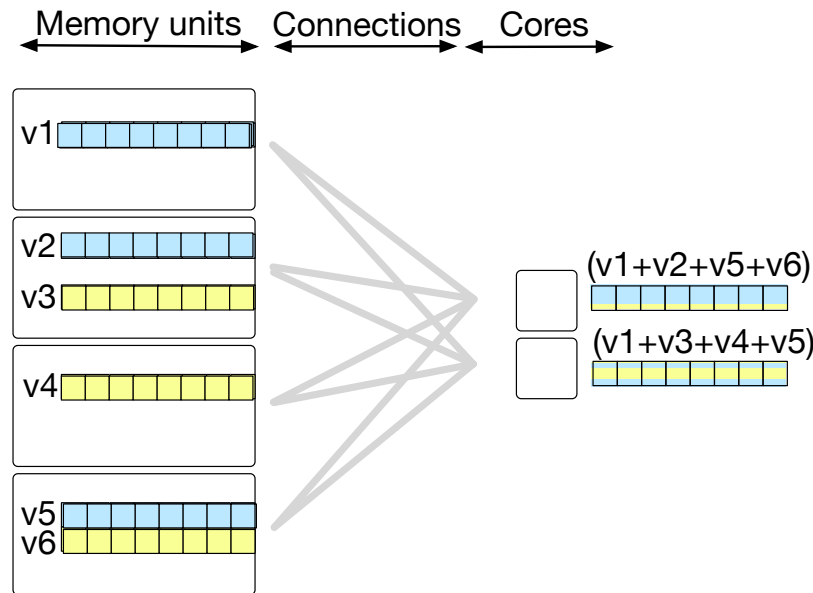 Memory units
Connections
Cores
v1
v2
v3
v4
v5
v6
(v1+v2+v5+v6)
(v1+v3+v4+v5)